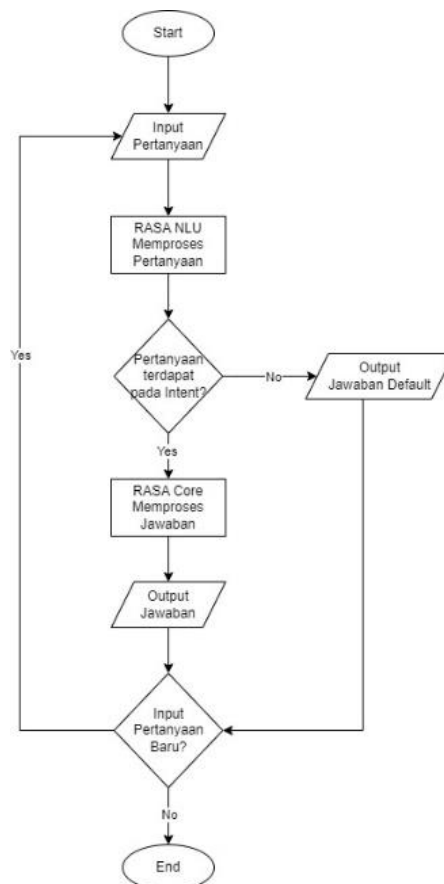 Start
Input
Pertanyaan
RASA NLU
Memproses
Pertanyaan
Pertanyaan
terdapat
pada Intent?
No
Output
Jawaban Default
Yes
Yes
RASA Core
Memproses
Jawaban
Output
Jawaban
Input
Pertanyaan
Baru?
No
End